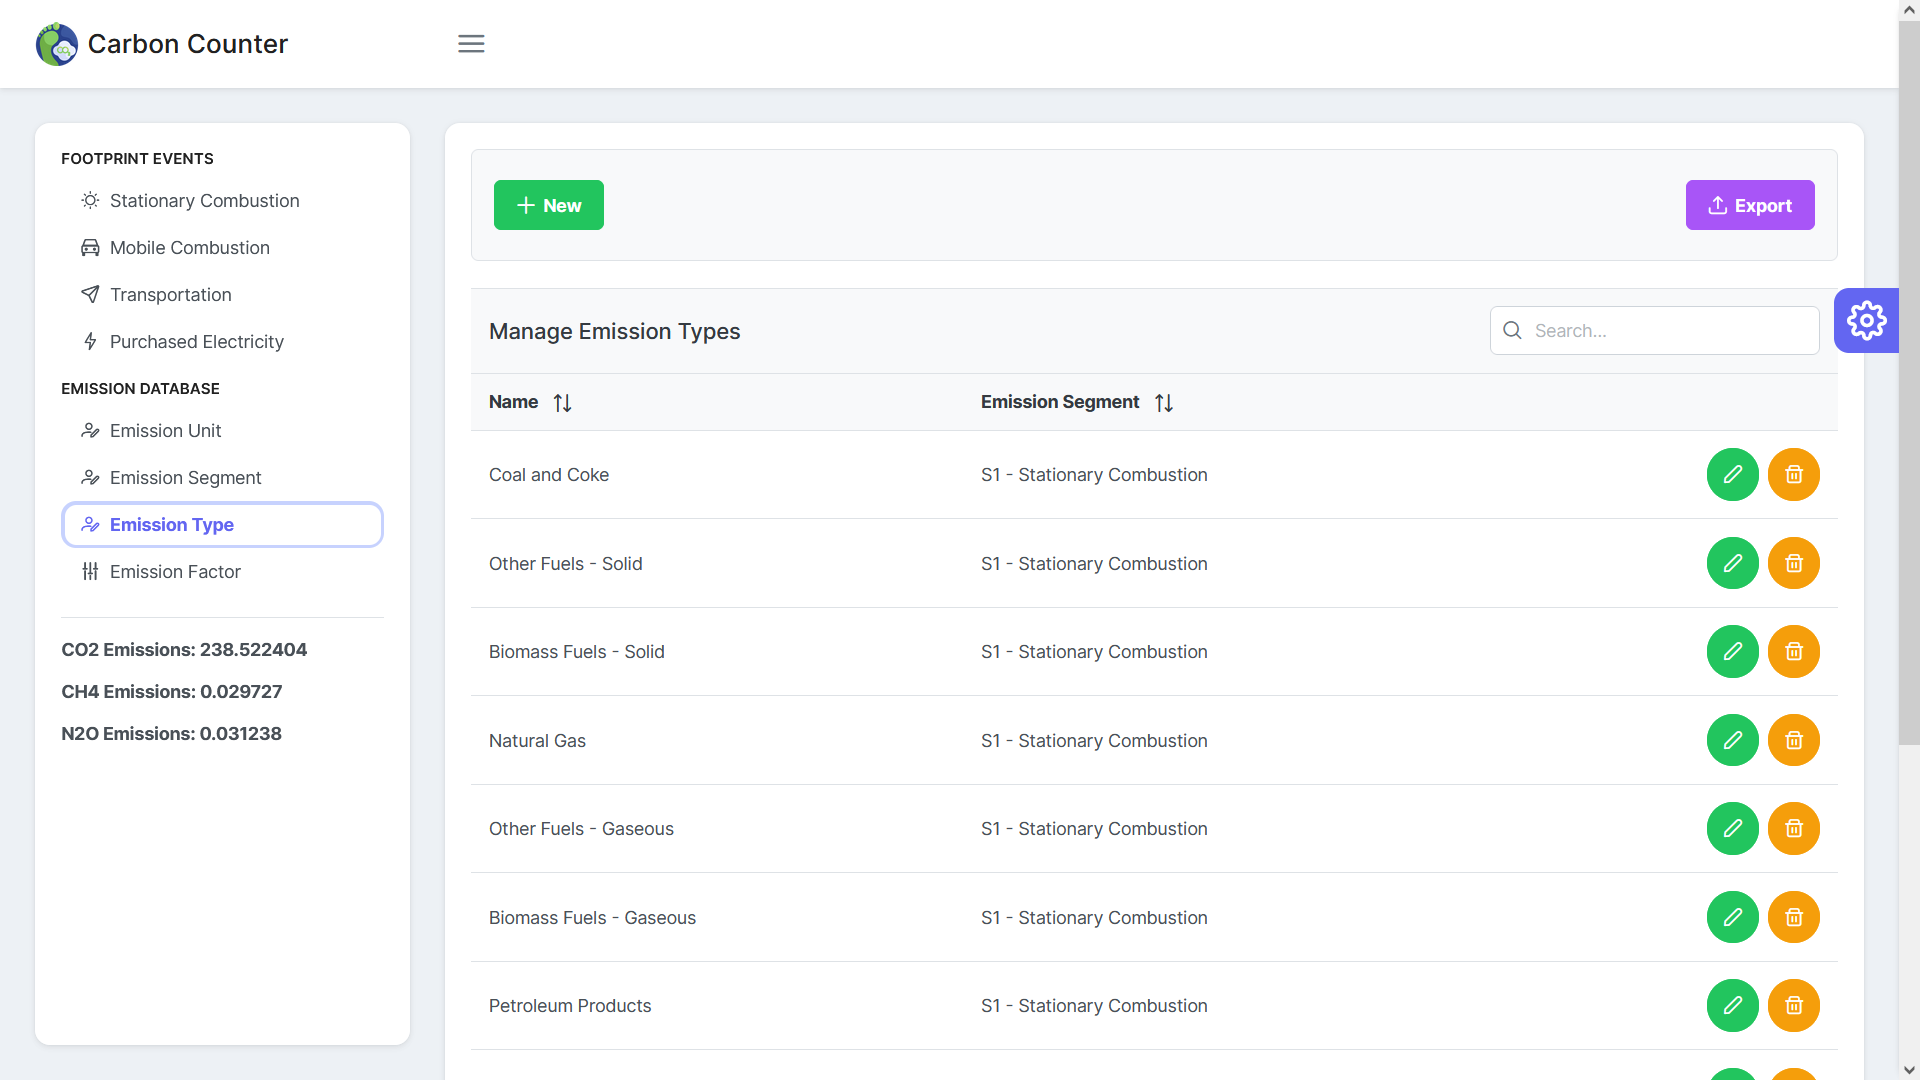 Carbon Counter
FOOTPRINT EVENTS
Stationary Combustion
Mobile Combustion
Transportation
Purchased Electricity
EMISSION DATABASE
Emission Unit
Emission Segment
Emission Type
Emission Factor
CO2 Emissions: 238.522404
CH4 Emissions: 0.029727
N2O Emissions: 0.031238
New
Export
Manage Emission Types
Search...
Name
Emission Segment
Coal and Coke
S1 - Stationary Combustion
Other Fuels - Solid
S1 - Stationary Combustion
Biomass Fuels - Solid
S1 - Stationary Combustion
Natural Gas
S1 - Stationary Combustion
Other Fuels - Gaseous
S1 - Stationary Combustion
Biomass Fuels - Gaseous
S1 - Stationary Combustion
Petroleum Products
S1 - Stationary Combustion